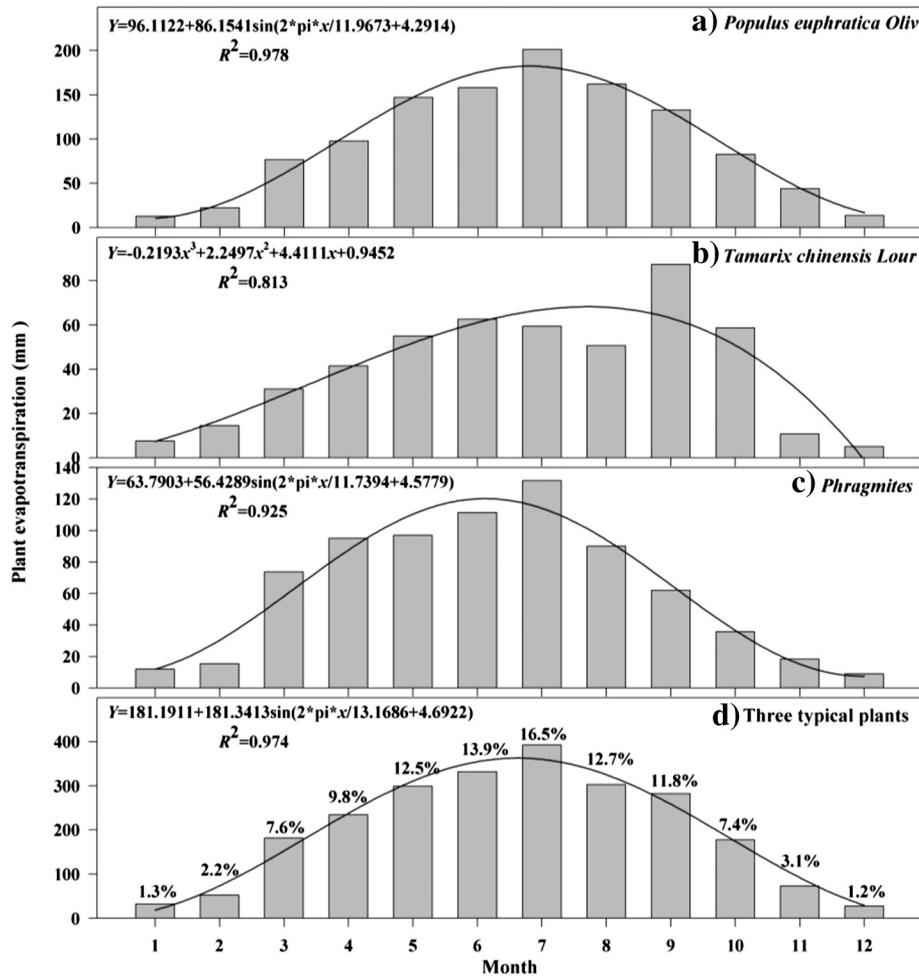 Y=96.1122+86.1541sin(2*pi*x/11.9673+4.2914)
a) Populus euphratica Oliv
R²=0.978
200
150
100
50
0
Y=-0.2193x³+2.2497x²+4.4111x+0.9452
b) Tamarix chinensis Lour
R²=0.813
80
60
40
20
0
Plant evapotranspiration (mm )
140
Y=63.7903+56.4289sin(2*pi*x/11.7394+4.5779)
c) Phragmites
R²=0.925
120
100
80
60
40
20
0
Y=181.1911+181.3413sin(2*pi*x/13.1686+4.6922)
d) Three typical plants
R²=0.974
400
300
200
100
0
1.3% 2.2% 7.6% 9.8% 12.5% 13.9% 16.5% 12.7% 11.8% 7.4% 3.1% 1.2%
1 2 3 4 5 6 7 8 9 10 11 12
Month